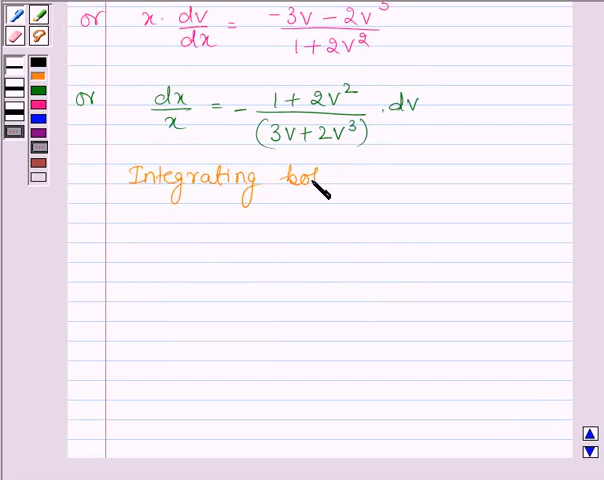 or x · dv/dx = -3v - 2v³ / 1 + 2v²
or dx/x = - 1 + 2v² / (3v + 2v³) . dv
Integrating